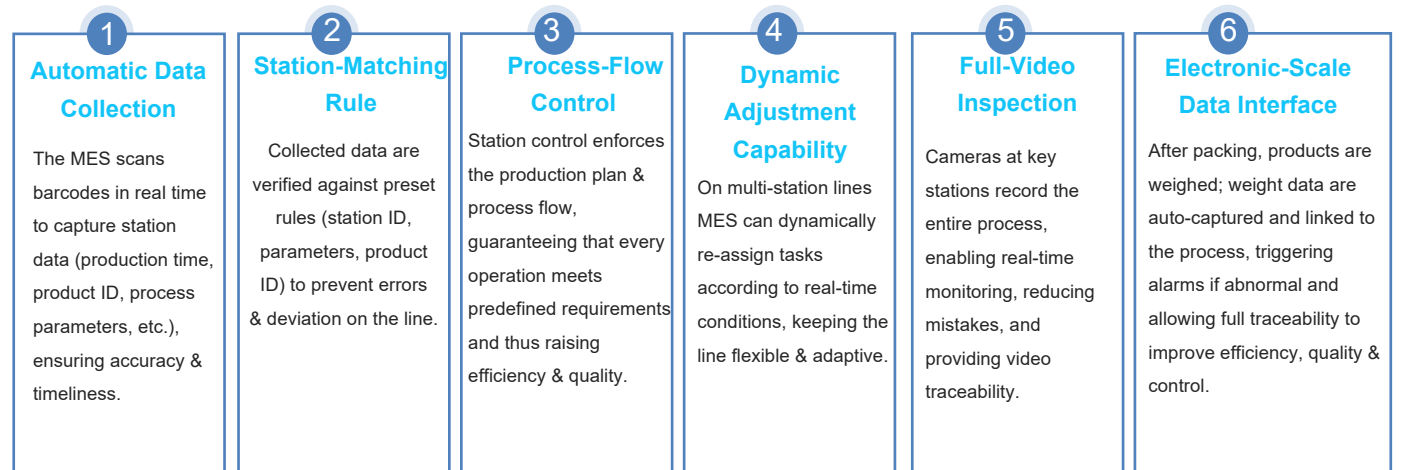 1
Automatic Data
Collection
The MES scans
barcodes in real time
to capture station
data (production time,
product ID, process
parameters, etc.),
ensuring accuracy &
timeliness.
2
Station-Matching
Rule
Collected data are
verified against preset
rules (station ID,
parameters, product
ID) to prevent errors
& deviation on the line.
3
Process-Flow
Control
Station control enforces
the production plan &
process flow,
guaranteeing that every
operation meets
predefined requirements
and thus raising
efficiency & quality.
4
Dynamic
Adjustment
Capability
On multi-station lines
MES can dynamically
re-assign tasks
according to real-time
conditions, keeping the
line flexible & adaptive.
5
Full-Video
Inspection
Cameras at key
stations record the
entire process,
enabling real-time
monitoring, reducing
mistakes, and
providing video
traceability.
6
Electronic-Scale
Data Interface
After packing, products are
weighed; weight data are
auto-captured and linked to
the process, triggering
alarms if abnormal and
allowing full traceability to
improve efficiency, quality &
control.